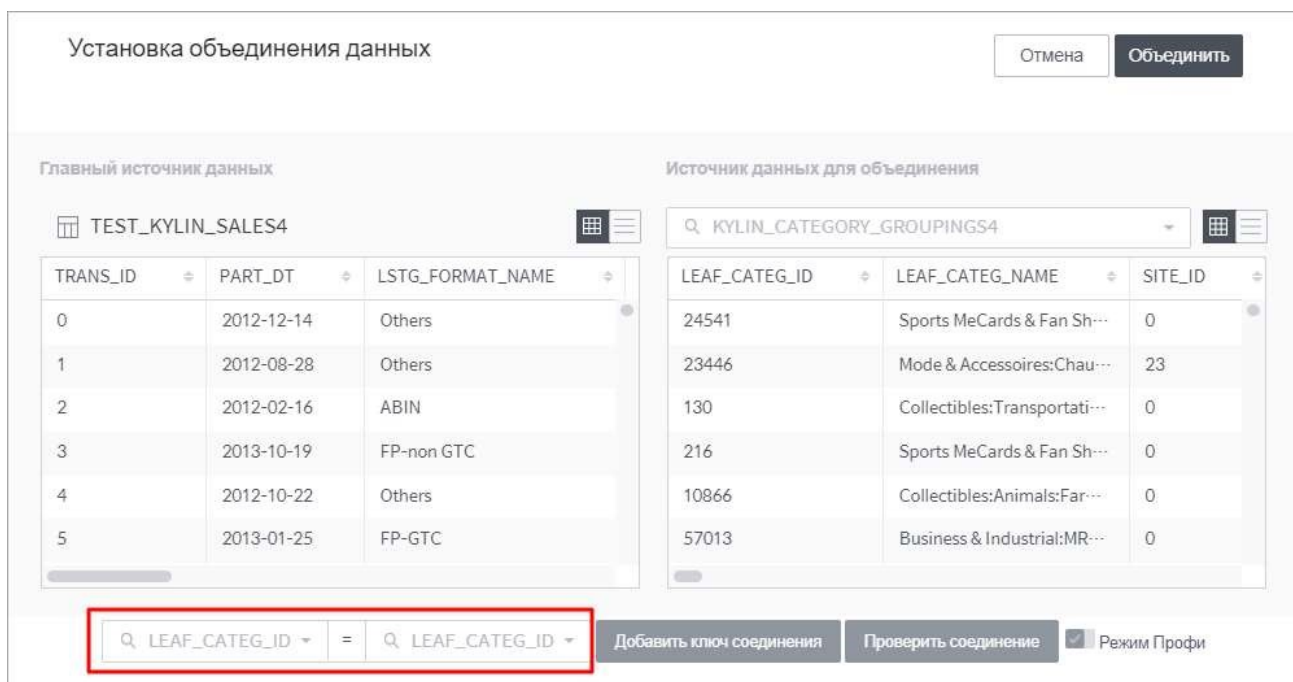 Установка объединения данных
Отмена
Объединить
Главный источник данных
Источник данных для объединения
TEST_KYLIN_SALES4
KYLIN_CATEGORY_GROUPINGS4
TRANS_ID PART_DT LSTG_FORMAT_NAME
0 2012-12-14 Others
1 2012-08-28 Others
2 2012-02-16 ABIN
3 2013-10-19 FP-non GTC
4 2012-10-22 Others
5 2013-01-25 FP-GTC
LEAF_CATEG_ID LEAF_CATEG_NAME SITE_ID
24541 Sports MeCards & Fan Sh··· 0
23446 Mode & Accessoires:Chau··· 23
130 Collectibles:Transportati··· 0
216 Sports MeCards & Fan Sh··· 0
10866 Collectibles:Animals:Far··· 0
57013 Business & Industrial:MR··· 0
LEAF_CATEG_ID = LEAF_CATEG_ID Добавить ключ соединения Проверить соединение Режим Профи